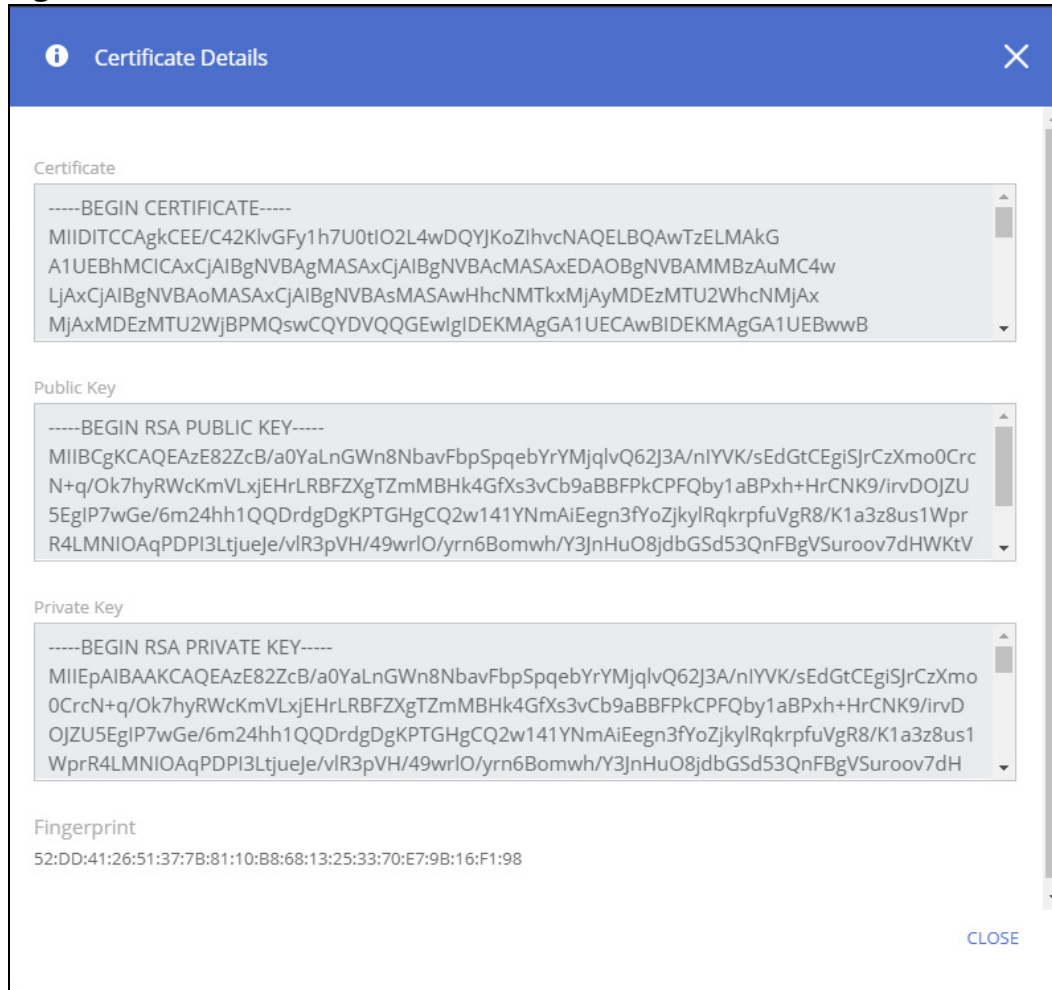 Certificate Details
Certificate
-----BEGIN CERTIFICATE-----
MIIDITCCAgkCEE/C42KlvGFy1h7U0tIO2L4wDQYJKoZIhvcNAQELBQAwTzELMAkG
A1UEBhMCICAxCjAIBgNVBAgMASAxCjAIBgNVBAcMASAxEDAOBgNVBAMMBzAuMC4w
LjAxCjAIBgNVBAoMASAxCjAIBgNVBAsMASAwHhcNMTkxMjAyMDEzMTU2WhcNMjAx
MjAxMDEzMTU2WjBPMQswCQYDVQQGEwIgIDEKMAgGA1UECAwBIDEKMAgGA1UEBwwB
Public Key
-----BEGIN RSA PUBLIC KEY-----
MIIBCgKCAQEAzE82ZcB/a0YaLnGWn8NbavFbpSpqebYrYMjqlvQ62J3A/nIYVK/sEdGtCEgiSJrCzXmo0Crc
N+q/Ok7hyRWcKmVLxjEHrLRBFZXgTZmMBHk4GfXs3vCb9aBBFPkCPFQby1aBPxh+HrCNK9/irvDOJZU
5EgIP7wGe/6m24hh1QQDrdgDgKPTGHgCQ2w141YNmAiEegn3fYoZjkylRqkrpfuVgR8/K1a3z8us1Wpr
R4LMNIOAqPDPI3LtjueJe/vlR3pVH/49wrlO/yrn6Bomwh/Y3JnHuO8jdbGSd53QnFBgVSuroov7dHWKtV
Private Key
-----BEGIN RSA PRIVATE KEY-----
MIIEpAIBAAKCAQEAzE82ZcB/a0YaLnGWn8NbavFbpSpqebYrYMjqlvQ62J3A/nIYVK/sEdGtCEgiSJrCzXmo
0CrcN+q/Ok7hyRWcKmVLxjEHrLRBFZXgTZmMBHk4GfXs3vCb9aBBFPkCPFQby1aBPxh+HrCNK9/irvD
OJZU5EgIP7wGe/6m24hh1QQDrdgDgKPTGHgCQ2w141YNmAiEegn3fYoZjkylRqkrpfuVgR8/K1a3z8us1
WprR4LMNIOAqPDPI3LtjueJe/vlR3pVH/49wrlO/yrn6Bomwh/Y3JnHuO8jdbGSd53QnFBgVSuroov7dH
Fingerprint
52:DD:41:26:51:37:7B:81:10:B8:68:13:25:33:70:E7:9B:16:F1:98
CLOSE